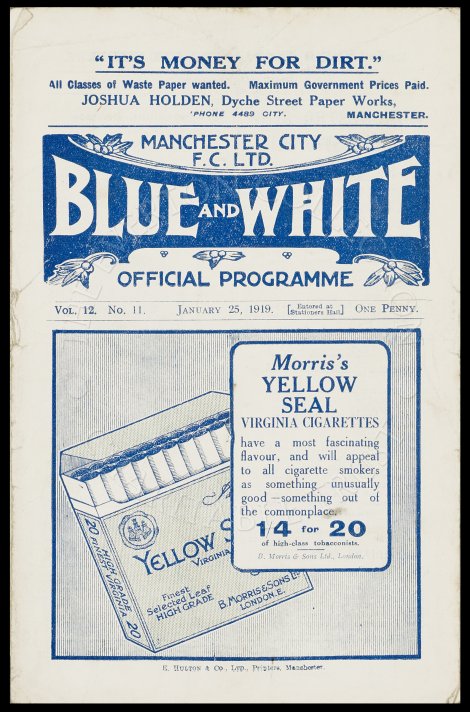 "IT'S MONEY FOR DIRT."
All Classes of Waste Paper wanted. Maximum Government Prices Paid.
JOSHUA HOLDEN, Dyche Street Paper Works,
'PHONE 4489 CITY. MANCHESTER.
MANCHESTER CITY
F.C. LTD.
BLUE AND WHITE
OFFICIAL PROGRAMME
VOL. 12. No. 11. JANUARY 25, 1919. [Entered at Stationers Hall] ONE PENNY.
Morris's
YELLOW
SEAL
VIRGINIA CIGARETTES
have a most fascinating
flavour, and will appeal
to all cigarette smokers
as something unusually
good—something out of
the commonplace.
14 for 20
of high-class tobacconists.
B. Morris & Sons Ltd., London.
YELLOW S
VIRGINIA
Finest
Selected Leaf
HIGH GRADE
B. MORRIS & SONS LTD
LONDON. E.
20
HIGH GRADE
VIRGINIA
20
E. HULTON & CO., LTD., Printers, Manchester.